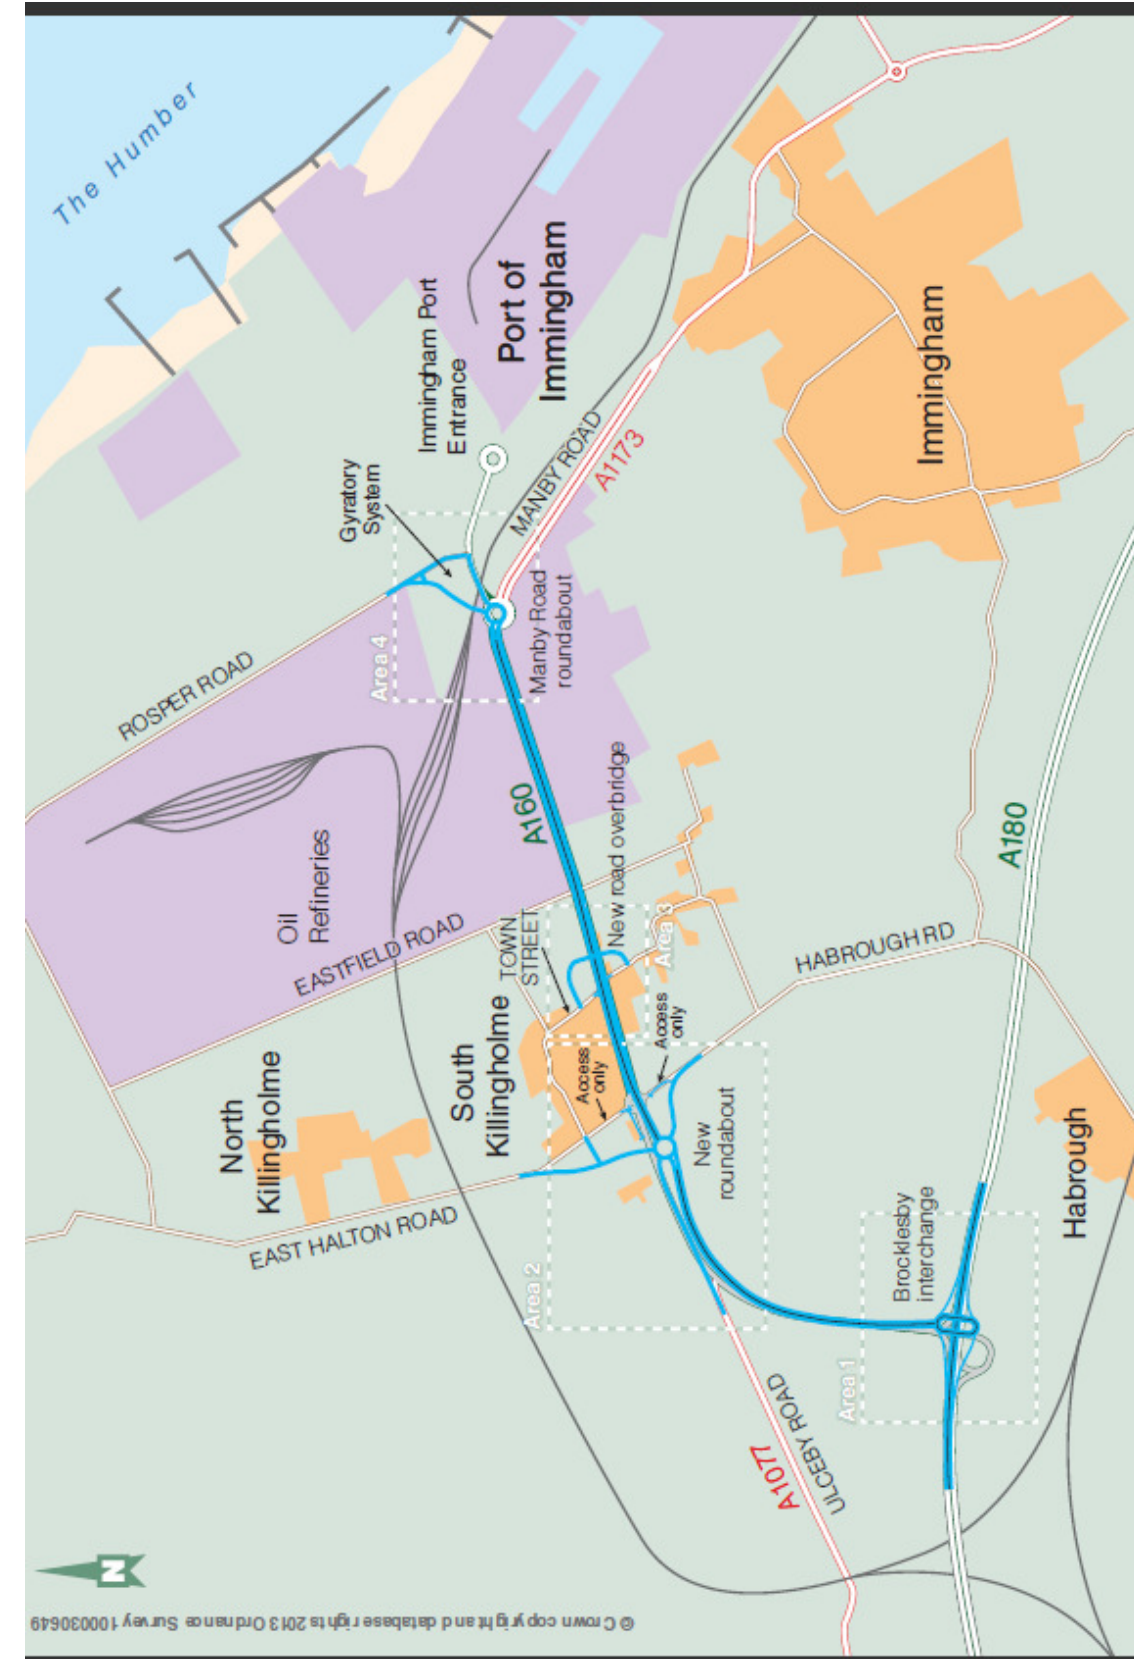 The Humber
Immingham Port
Entrance
Port of
Immingham
Gyratory
System
MANBY ROAD
A1173
Immingham
ROSPER ROAD
Area 4
Manby Road
roundabout
Oil
Refineries
A160
New road overbridge
A180
EASTFIELD ROAD
TOWN
STREET
Area 3
HABROUGH RD
North
Killingholme
South
Killingholme
Access
only
Access
only
New
roundabout
EAST HALTON ROAD
Area 2
Brocklesby
interchange
Habrough
Area 1
A1077
ULCEBY ROAD
N
© Crown copyright and database rights 2013 Ordnance Survey 100030649